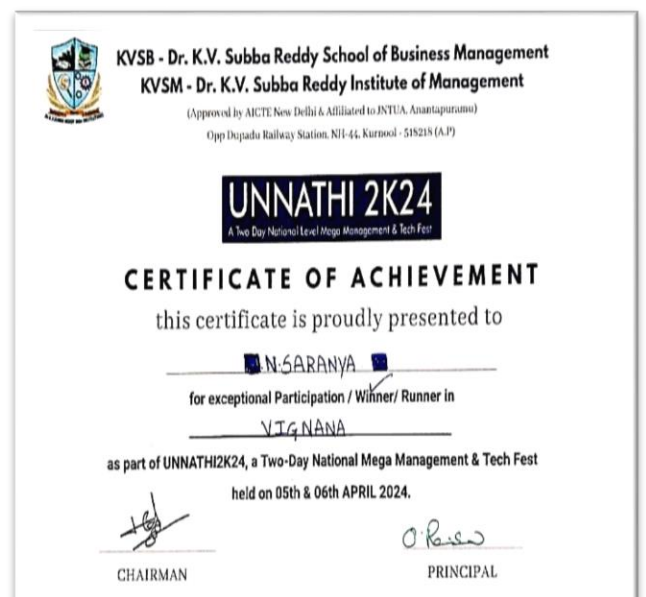 KVSB - Dr. K.V. Subba Reddy School of Business Management
KVSM - Dr. K.V. Subba Reddy Institute of Management
(Approved by AICTE New Delhi & Affiliated to JNTUA, Anantapuramu)
Opp Dupadu Railway Station, NH-44, Kurnool - 518218 (A.P)
UNNATHI 2K24
A Two Day National Level Mega Management & Tech Fest
CERTIFICATE OF ACHIEVEMENT
this certificate is proudly presented to
N.SARANYA
for exceptional Participation / Winner/ Runner in
VIGNANA
as part of UNNATHI2K24, a Two-Day National Mega Management & Tech Fest
held on 05th & 06th APRIL 2024.
CHAIRMAN
PRINCIPAL